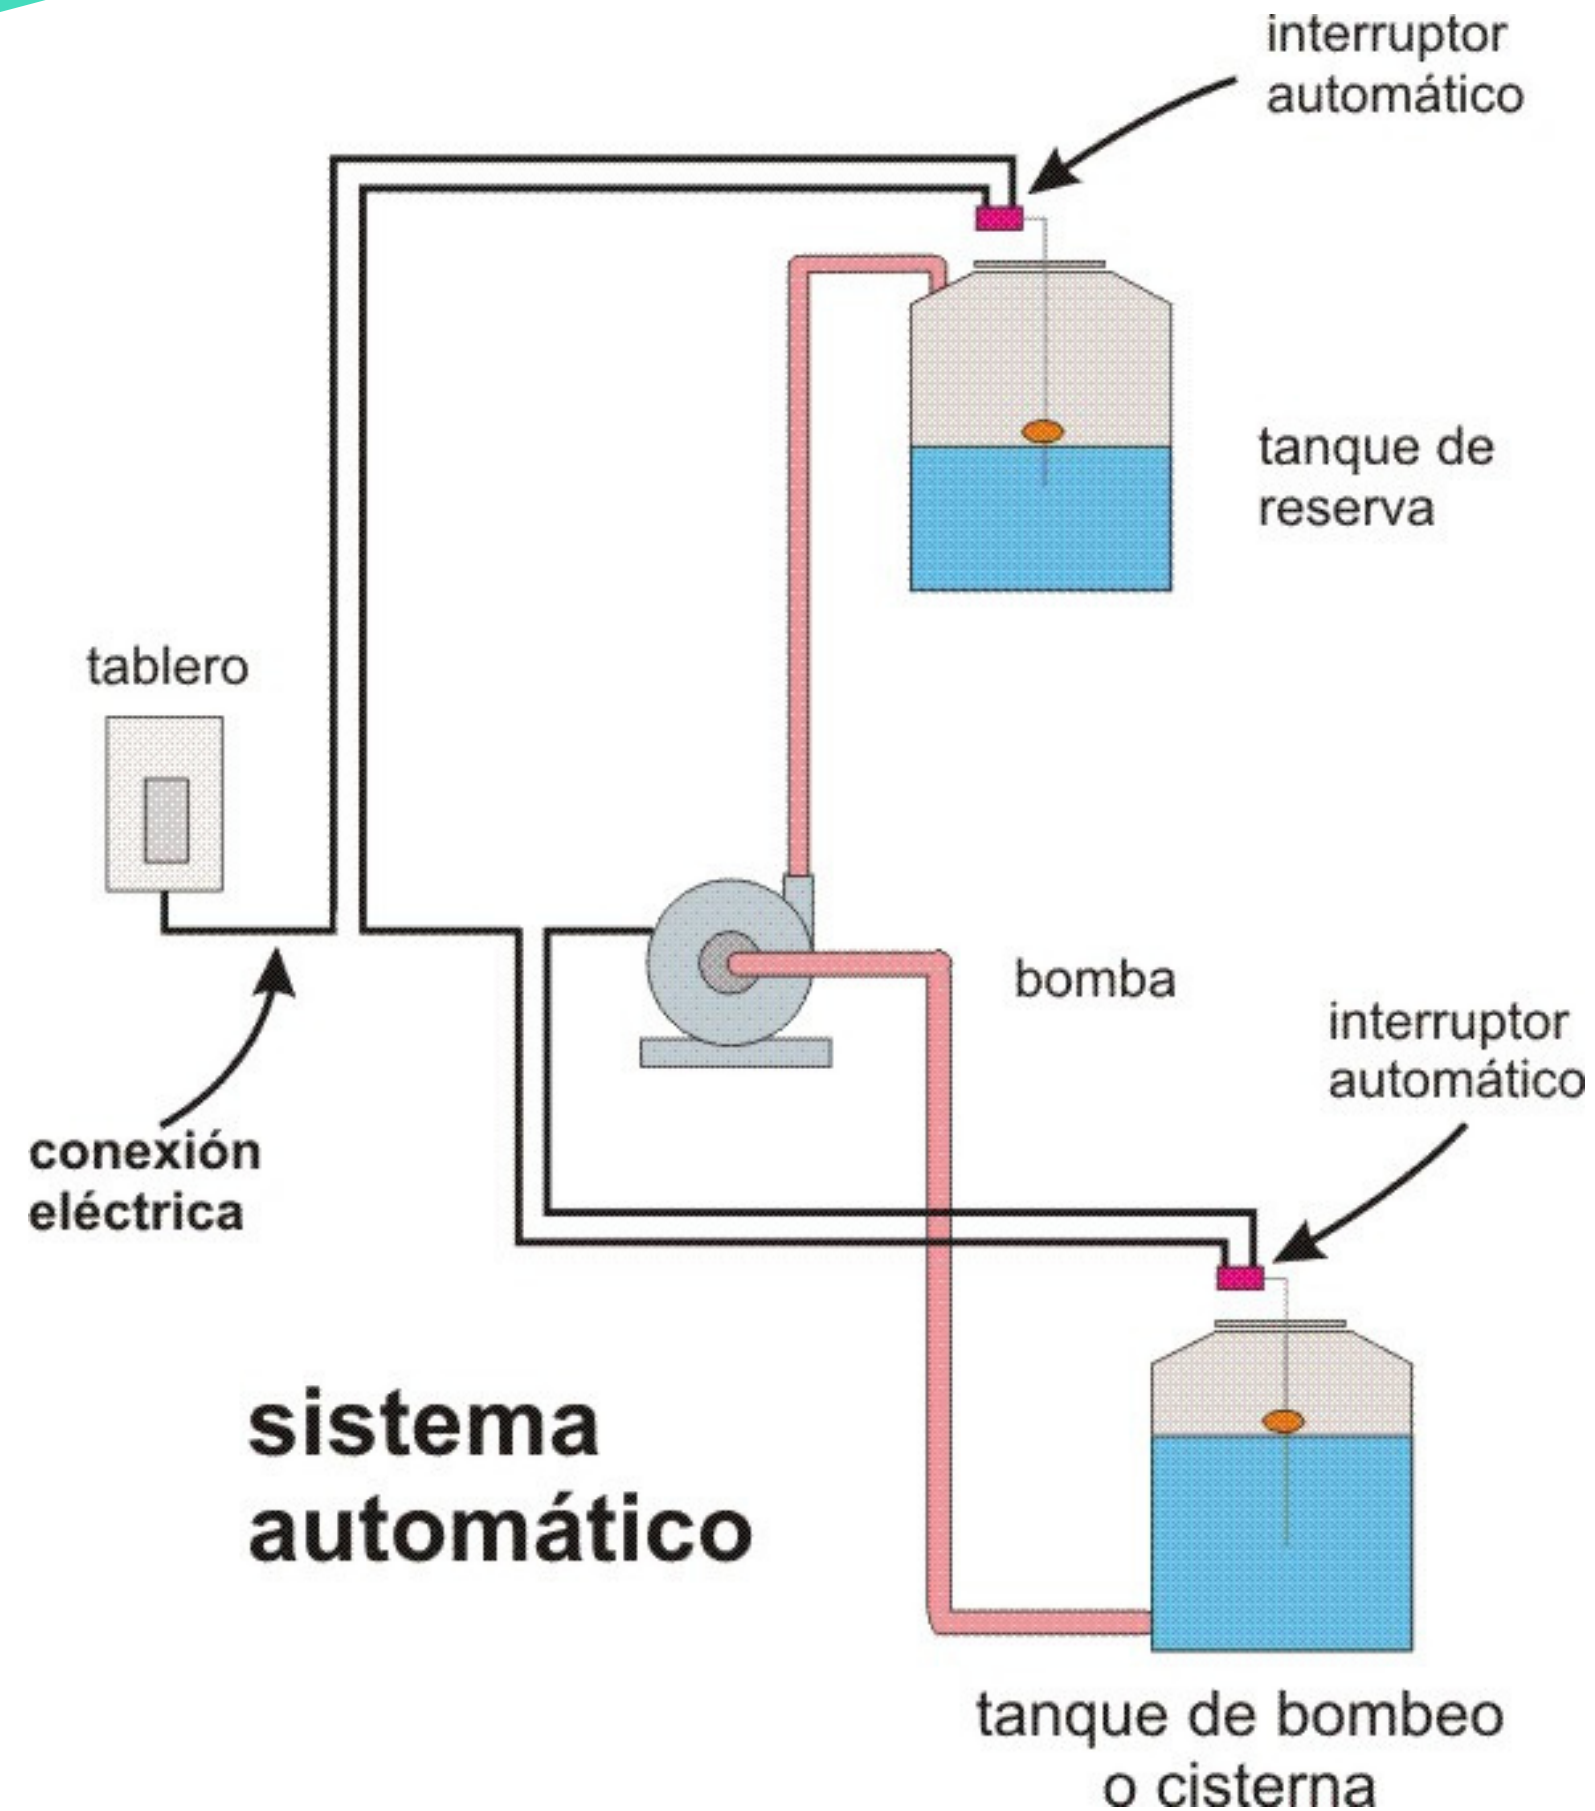 interruptor
automático
tanque de
reserva
tablero
bomba
interruptor
automático
conexión
eléctrica
sistema
automático
tanque de bombeo
o cisterna